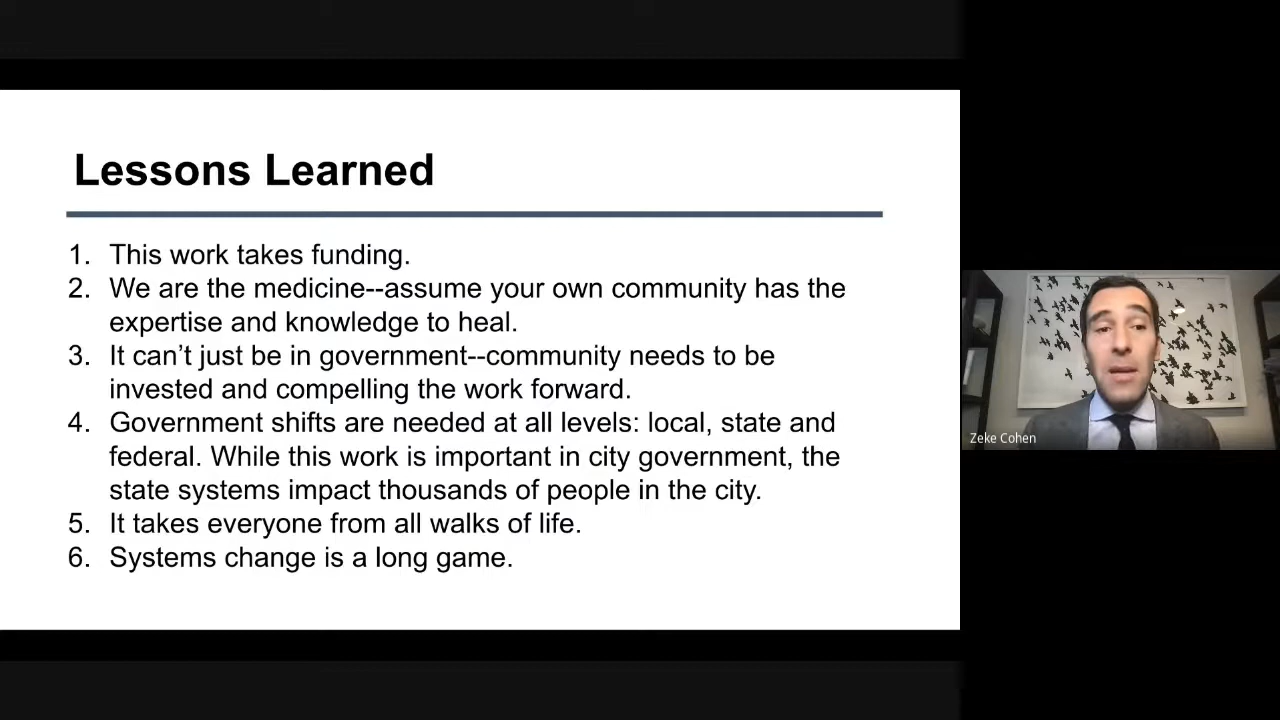 Lessons Learned
1. This work takes funding.
2. We are the medicine--assume your own community has the
expertise and knowledge to heal.
3. It can’t just be in government--community needs to be
invested and compelling the work forward.
4. Government shifts are needed at all levels: local, state and
federal. While this work is important in city government, the
state systems impact thousands of people in the city.
5. It takes everyone from all walks of life.
6. Systems change is a long game.
Zeke Cohen